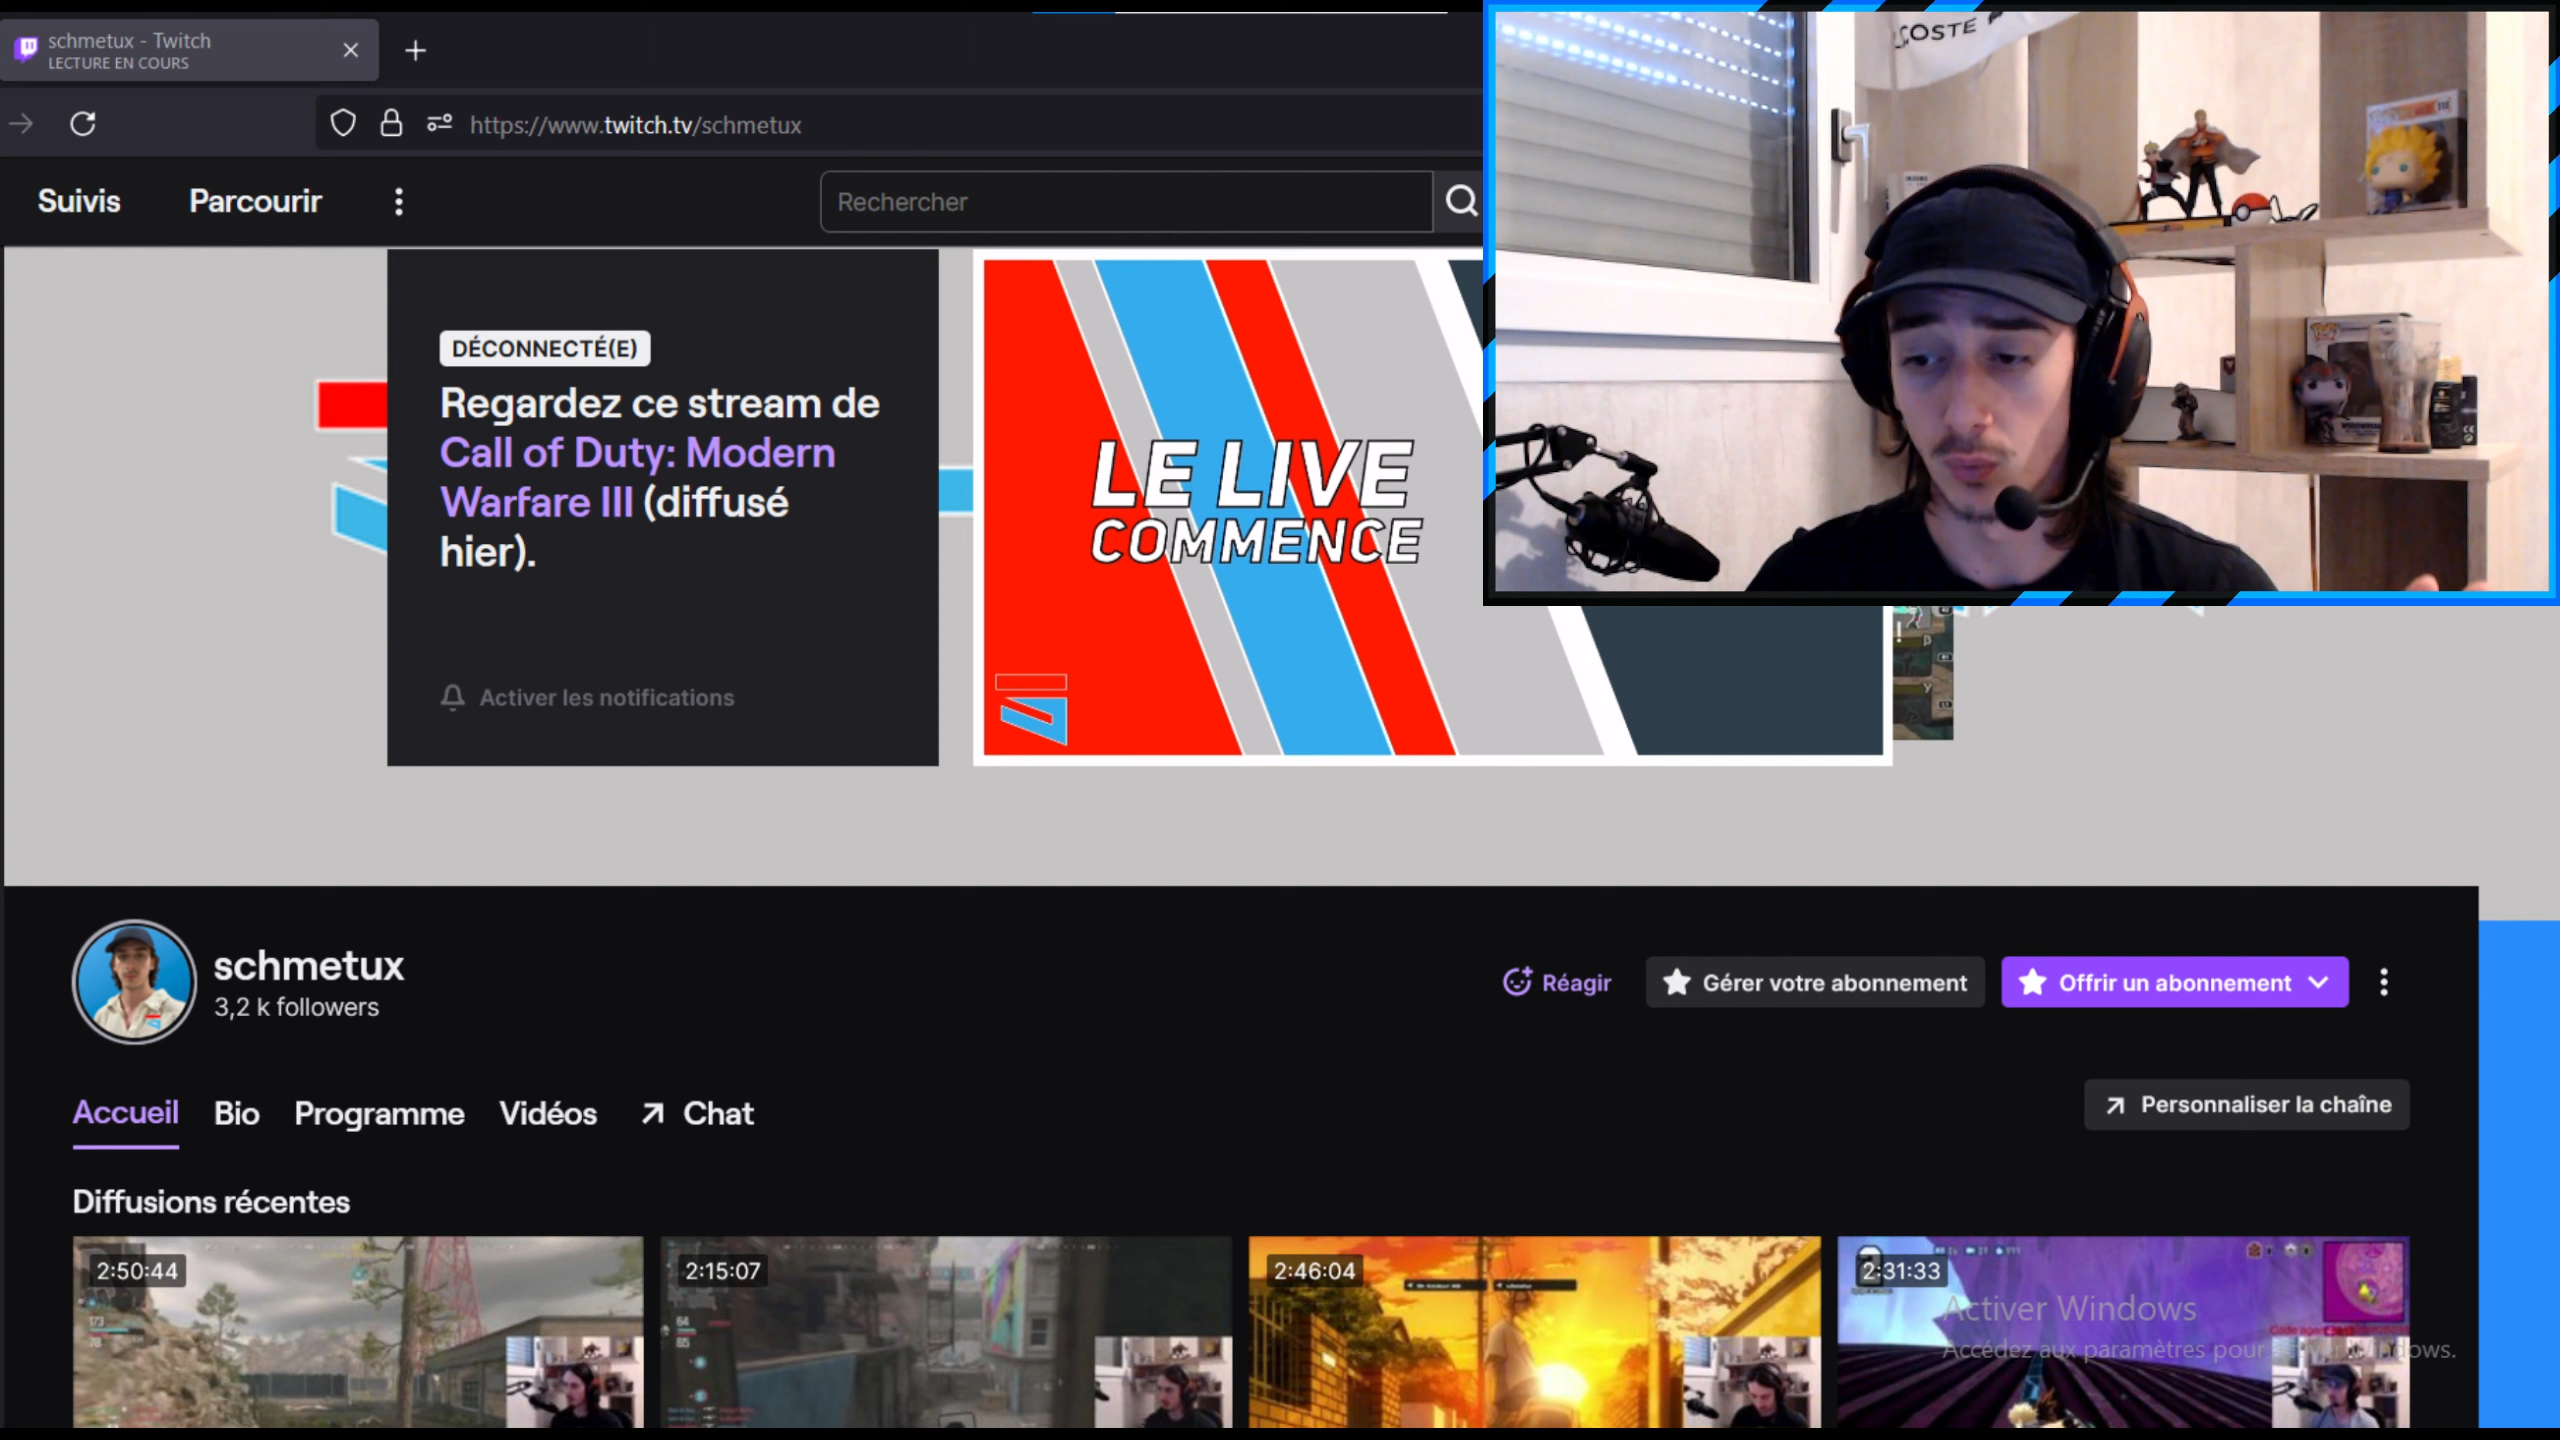 schmetux - Twitch
LECTURE EN COURS
https://www.twitch.tv/schmetux
Suivis
Parcourir
Rechercher
COSTE
DÉCONNECTÉ(E)
Regardez ce stream de
Call of Duty: Modern
Warfare III (diffusé
hier).
Activer les notifications
LE LIVE
COMMENCE
schmetux
3,2 k followers
Réagir
Gérer votre abonnement
Offrir un abonnement
Accueil
Bio
Programme
Vidéos
Chat
Personnaliser la chaîne
Diffusions récentes
2:50:44
2:15:07
2:46:04
2:31:33
Activer Windows
Accédez aux paramètres pour